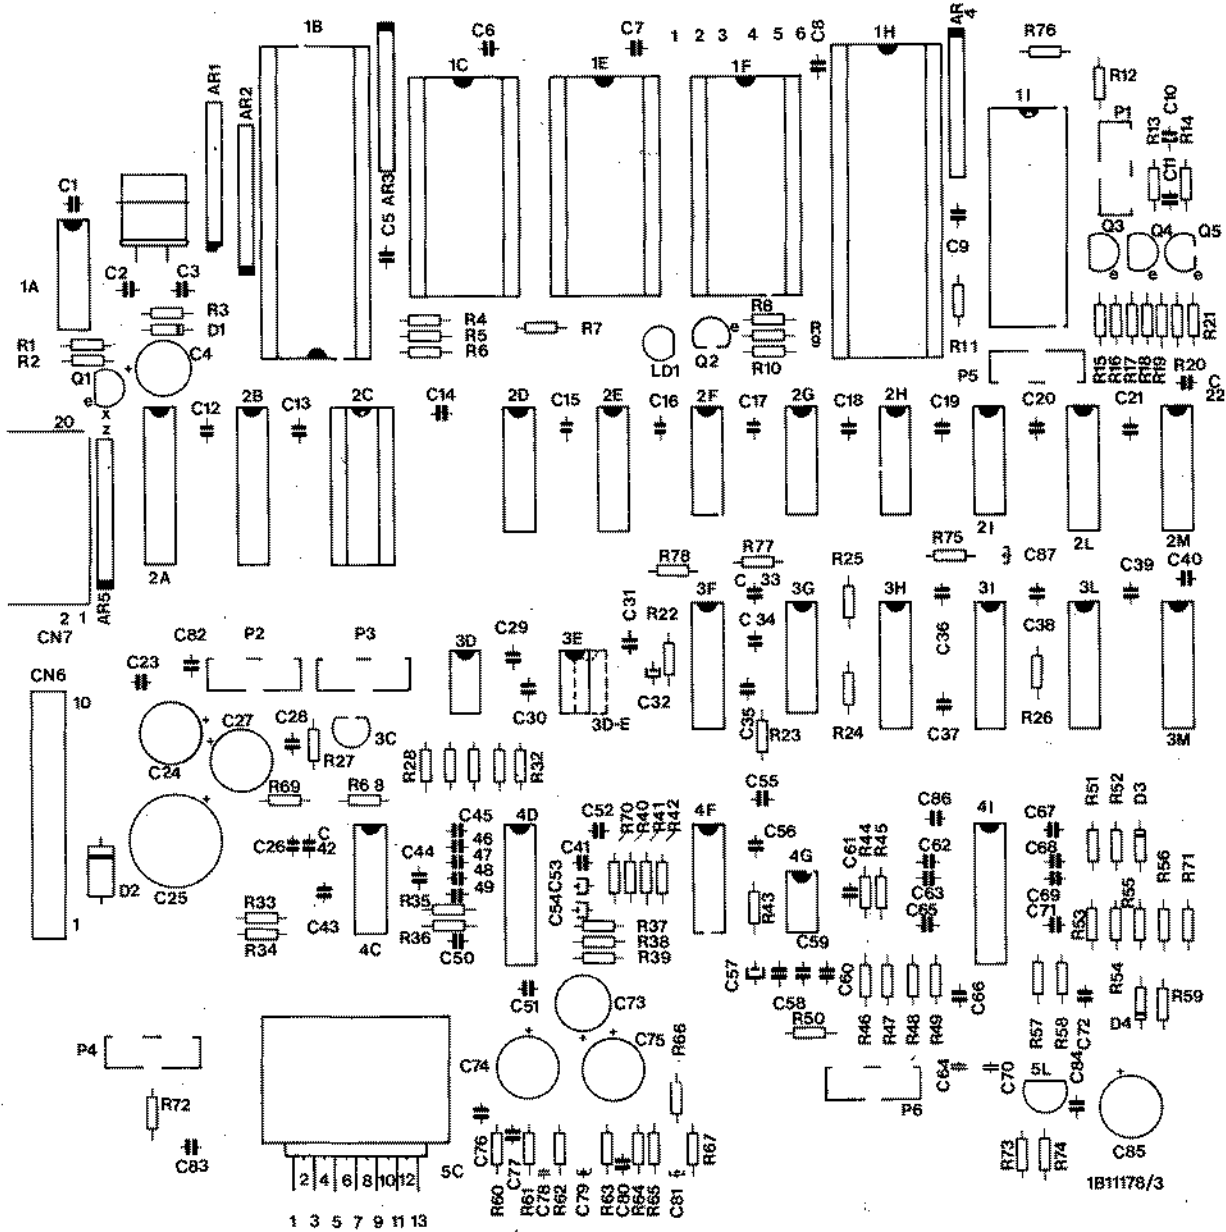 1B
C6
C7
1 2 3 4 5 6
C8
1H
AR 4
R76
1C
1E
1F
R12
AR1
AR2
AR3
1I
P1
C10
R13
R14
C11
C1
C5
C9
Q3
Q4
Q5
e
e
e
1A
C2
C3
R3
D1
R4
R5
R6
R7
R8
R10
e
Q2
LD1
R11
R1
R2
C4
+
Q1
e
P5
R15
R16
R17
R18
R19
R20
R21
C 22
x
z
20
C12
2B
C13
2C
C14
2D
C15
2E
C16
2F
C17
2G
C18
2H
C19
C20
C21
2A
2I
2L
2M
AR5
2 1
CN7
R78
R77
R25
R75
C87
C39
C40
C 33
C31
R22
3F
C 34
3G
3H
3I
3L
C36
C38
C82
P2
P3
3D
C29
3E
C23
CN6
10
C30
3D-E
C32
C35
R23
R24
C37
R26
3M
C24
+
C27
+
C28
R27
3C
R28
R32
R69
R6 8
C55
C25
+
C26
C 42
C45
46
47
48
49
4D
C52
R70
R40
R41
R42
4F
C56
C86
4I
C67
R51
R52
D3
D2
C43
C44
C41
C53
C54
4G
C61
R44
R45
C62
C63
C65
C68
C69
C71
R56
R71
R55
R53
R33
R34
1
4C
R35
R36
C50
R37
R38
R39
R43
C59
C57
C58
C60
R54
C51
C73
R50
R46
R47
R48
R49
C66
R57
R58
C72
D4
R59
P4
C74
+
+
+
C75
R66
P6
C64
C70
5L
C84
+
C85
R72
C83
C76
C77
R67
R73
R74
1B11178/3
2 4 6 8 10 12
5C
R60
R61
C78
R62
C79
R63
C80
R64
R65
C81
1 3 5 7 9 11 13